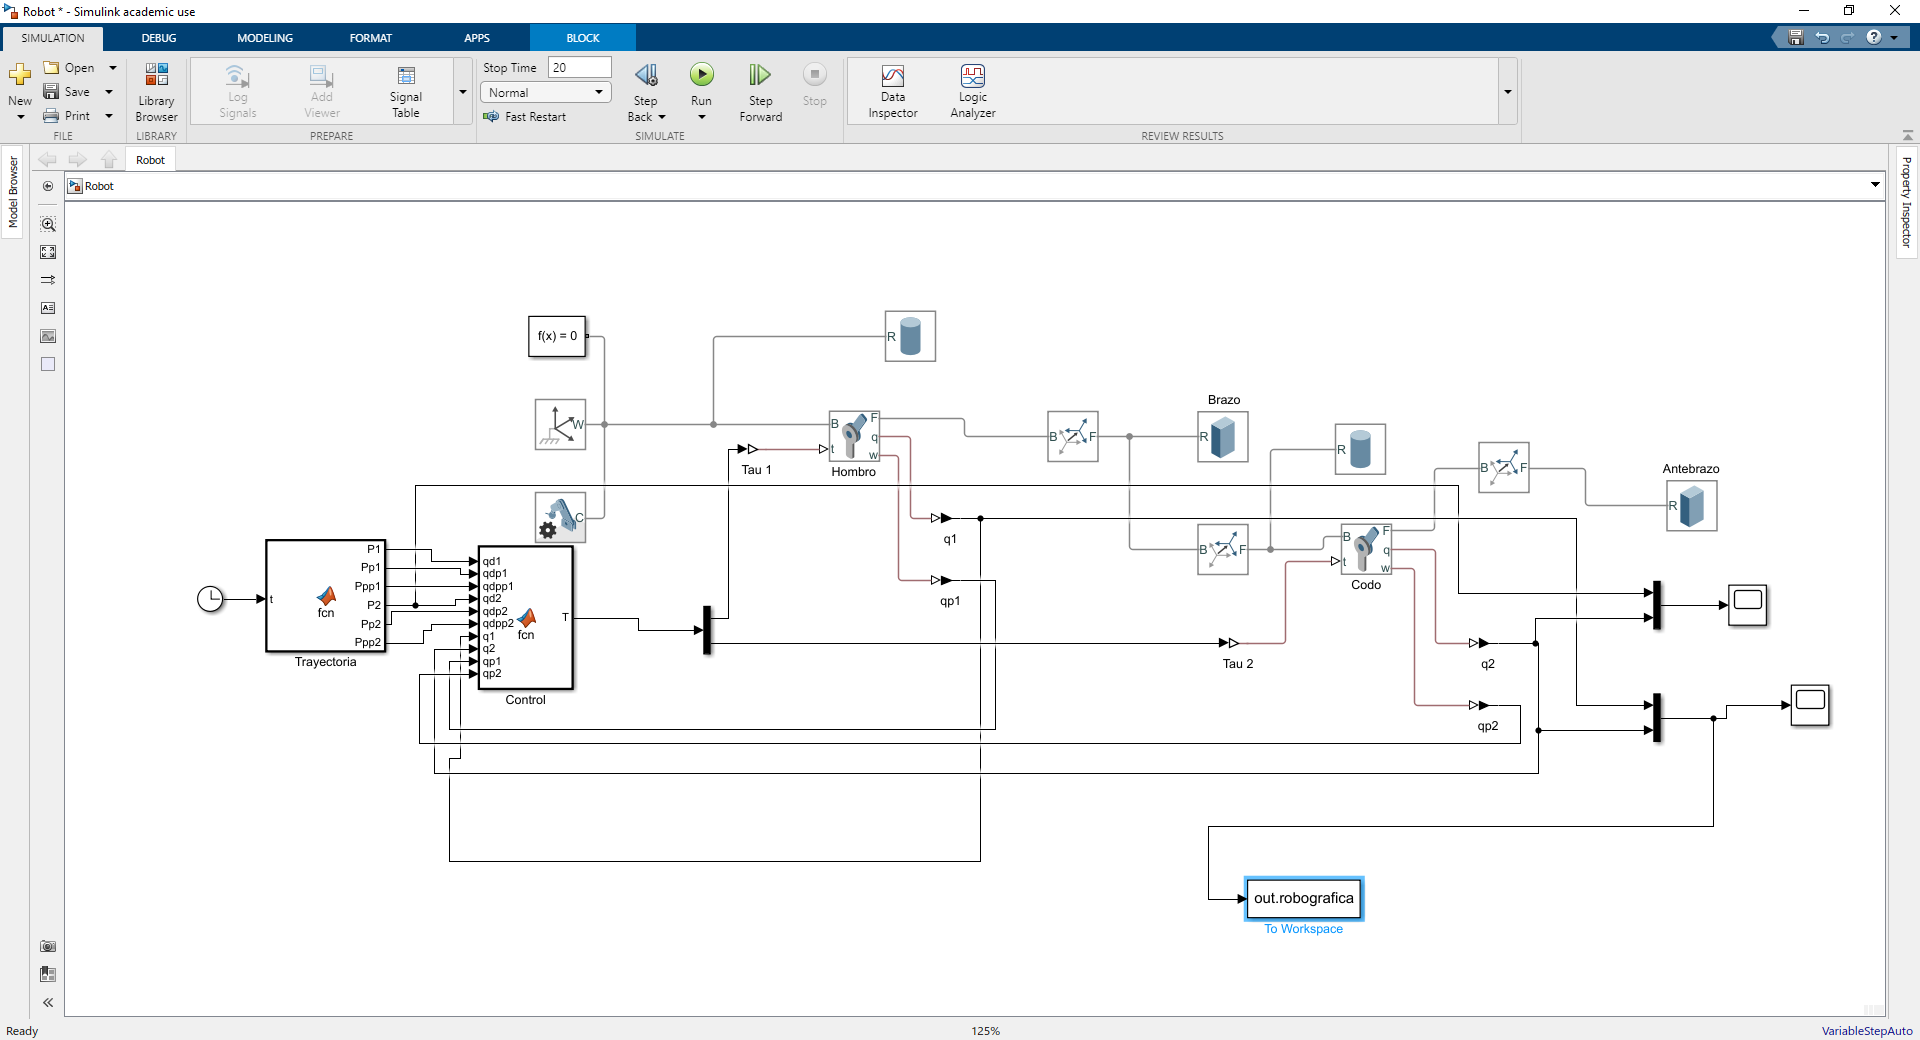 Robot * - Simulink academic use
SIMULATION DEBUG MODELING FORMAT APPS BLOCK
New
Open
Save
Print
FILE
Library
Browser
LIBRARY
Log
Signals
Add
Viewer
Signal
Table
PREPARE
Stop Time 20
Normal
Fast Restart
Step
Back
Run
Step
Forward
Stop
SIMULATE
Data
Inspector
Logic
Analyzer
REVIEW RESULTS
Model Browser
Robot
Robot
Property Inspector
f(x) = 0
R
W
C
B
F
q
t
w
Hombro
Tau 1
B
F
Brazo
R
R
B
F
Antebrazo
R
B
F
B
F
q
t
w
Codo
q1
qp1
t
fcn
P1
Pp1
Ppp1
P2
Pp2
Ppp2
Trayectoria
qd1
qdp1
qdpp1
qd2
qdp2
qdpp2
q1
q2
qp1
qp2
fcn
T
Control
Tau 2
q2
qp2
out.robografica
To Workspace
Ready
125%
VariableStepAuto